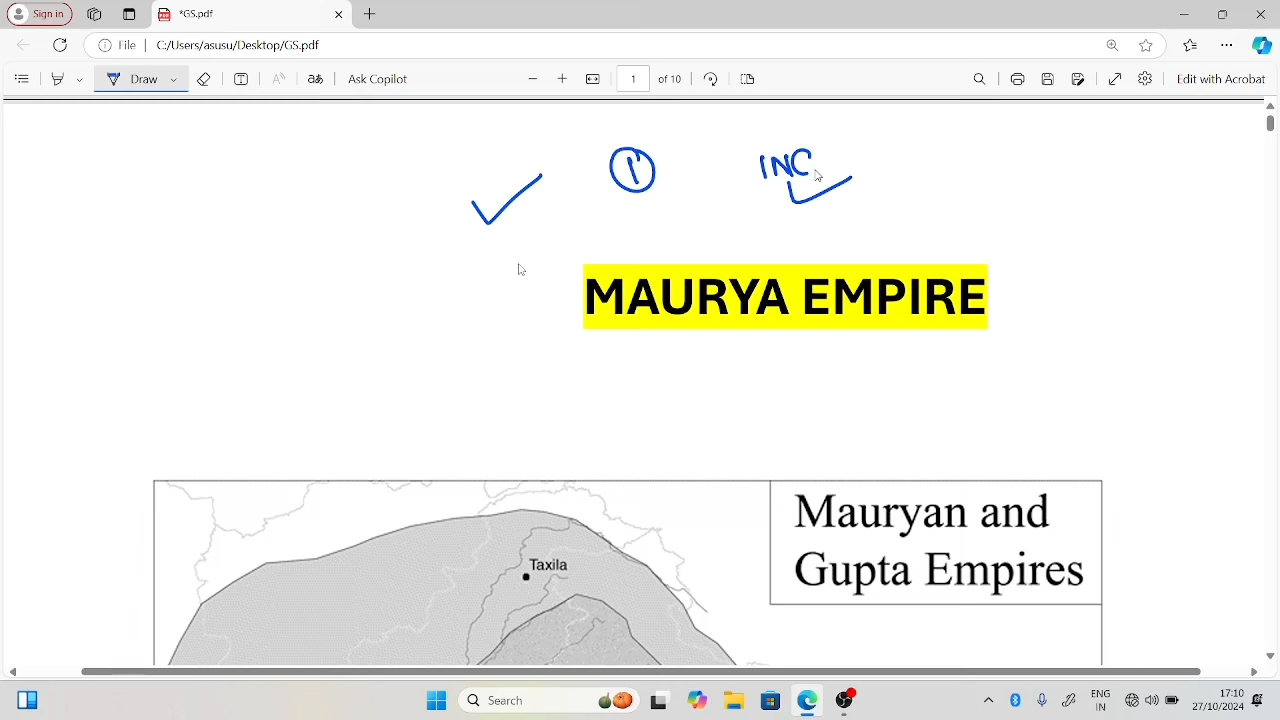 Sign in
*GS.pdf
File
C:/Users/asusu/Desktop/GS.pdf
Draw
Ask Copilot
1
of 10
Edit with Acrobat
1
INC
MAURYA EMPIRE
Mauryan and
Gupta Empires
Taxila
Search
ENG
IN
17:10
27/10/2024